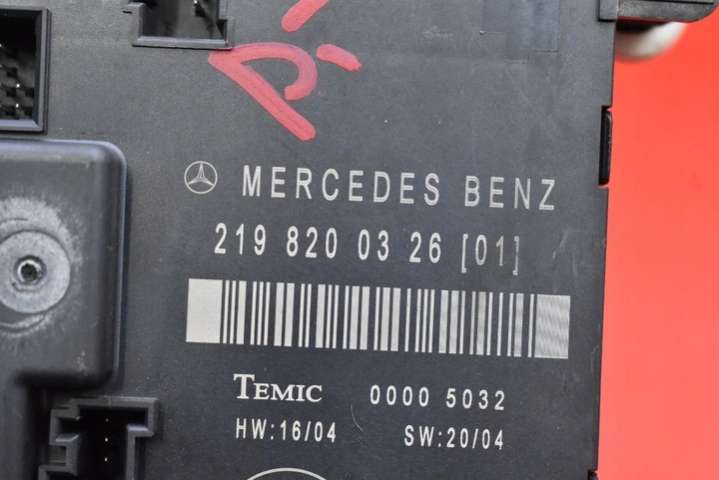 MERCEDES BENZ
219 820 03 26 [01]
TEMIC 0000 5032
HW:16/04 SW:20/04